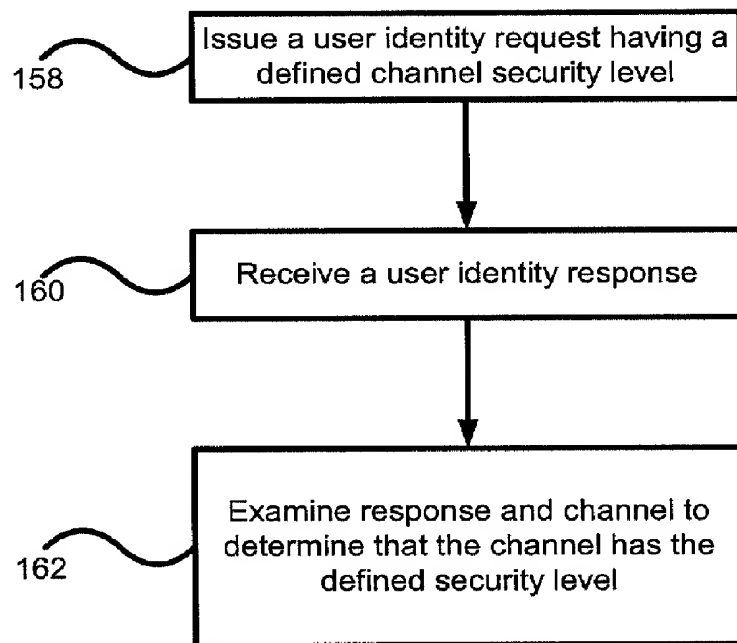 Issue a user identity request having a
defined channel security level
158
Receive a user identity response
160
Examine response and channel to
determine that the channel has the
defined security level
162